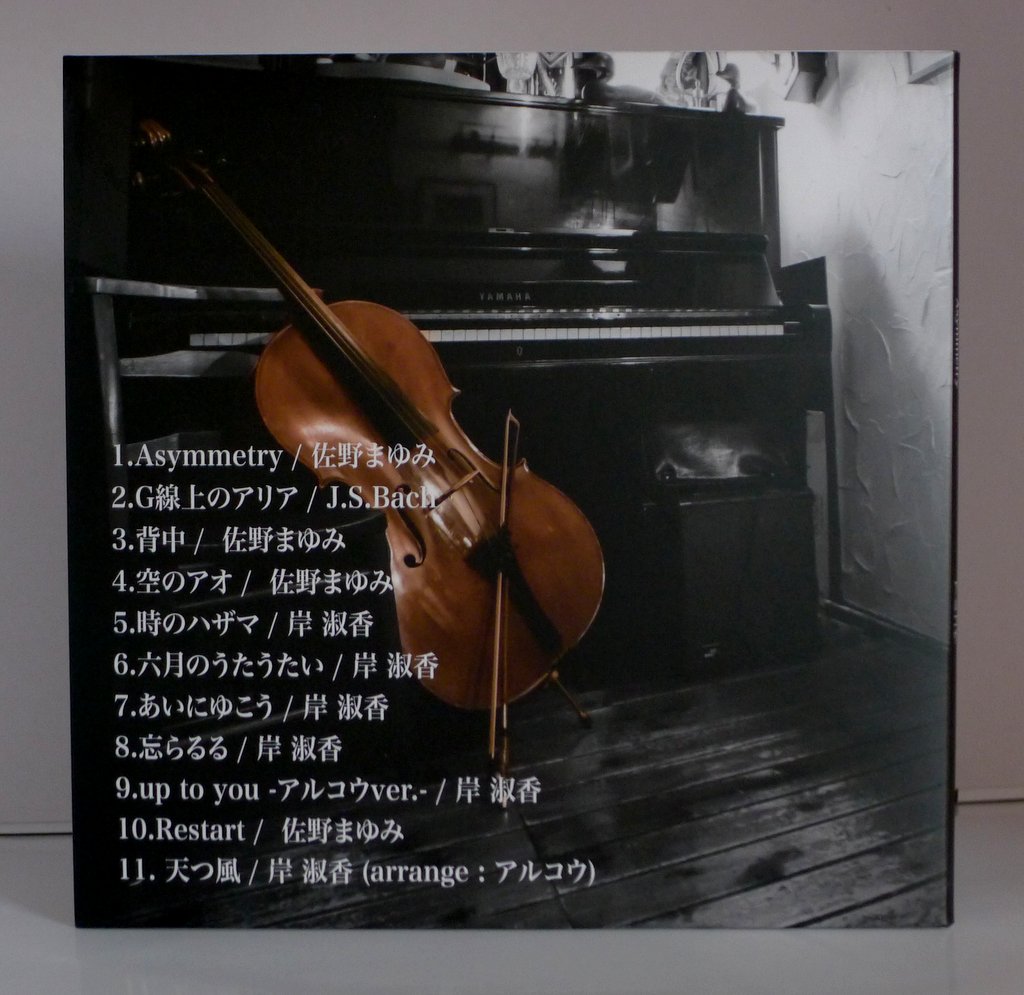 YAMAHA
1.Asymmetry / 佐野まゆみ
2.G線上のアリア / J.S.Bach
3.背中 / 佐野まゆみ
4.空のアオ / 佐野まゆみ
5.時のハザマ / 岸 淑香
6.六月のうたうたい / 岸 淑香
7.あいにゆこう / 岸 淑香
8.忘らるる / 岸 淑香
9.up to you -アルコウver.- / 岸 淑香
10.Restart / 佐野まゆみ
11. 天つ風 / 岸 淑香 (arrange : アルコウ)